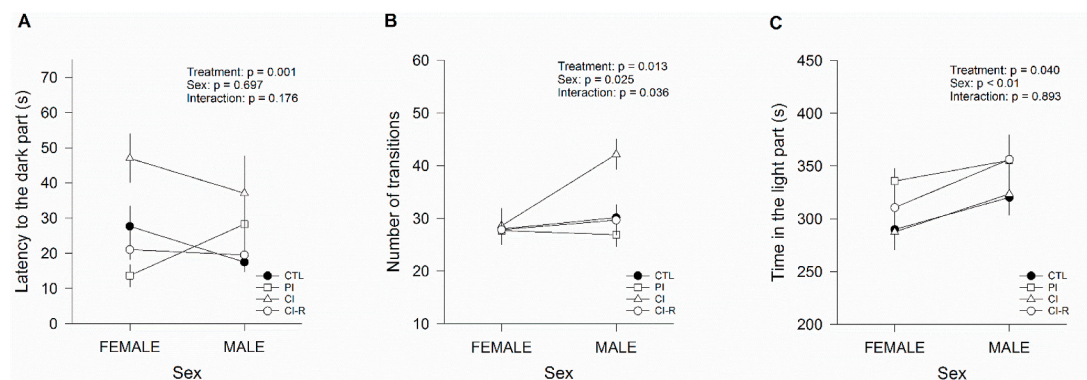 A
Treatment: p = 0.001
Sex: p = 0.697
Interaction: p = 0.176
Latency to the dark part (s)
70
60
50
40
30
20
10
0
CTL
PI
CI
CI-R
FEMALE MALE
Sex
B
Treatment: p = 0.013
Sex: p = 0.025
Interaction: p = 0.036
Number of transitions
60
50
40
30
20
10
CTL
PI
CI
CI-R
FEMALE MALE
Sex
C
Treatment: p = 0.040
Sex: p < 0.01
Interaction: p = 0.893
Time in the light part (s)
450
400
350
300
250
200
CTL
PI
CI
CI-R
FEMALE MALE
Sex